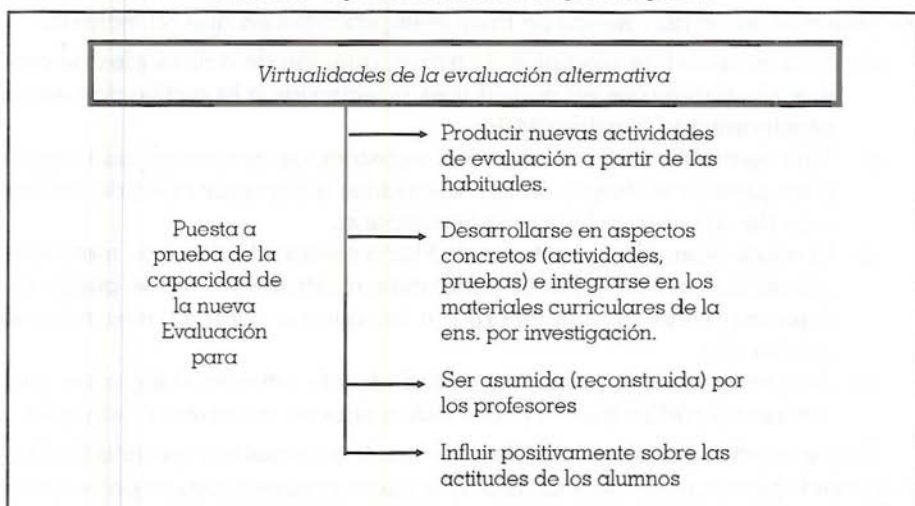 Virtualidades de la evaluación alternativa
Puesta a
prueba de la
capacidad de
la nueva
Evaluación
para
Producir nuevas actividades
de evaluación a partir de las
habituales.
Desarrollarse en aspectos
concretos (actividades,
pruebas) e integrarse en los
materiales curriculares de la
ens. por investigación.
Ser asumida (reconstruida) por
los profesores
Influir positivamente sobre las
actitudes de los alumnos